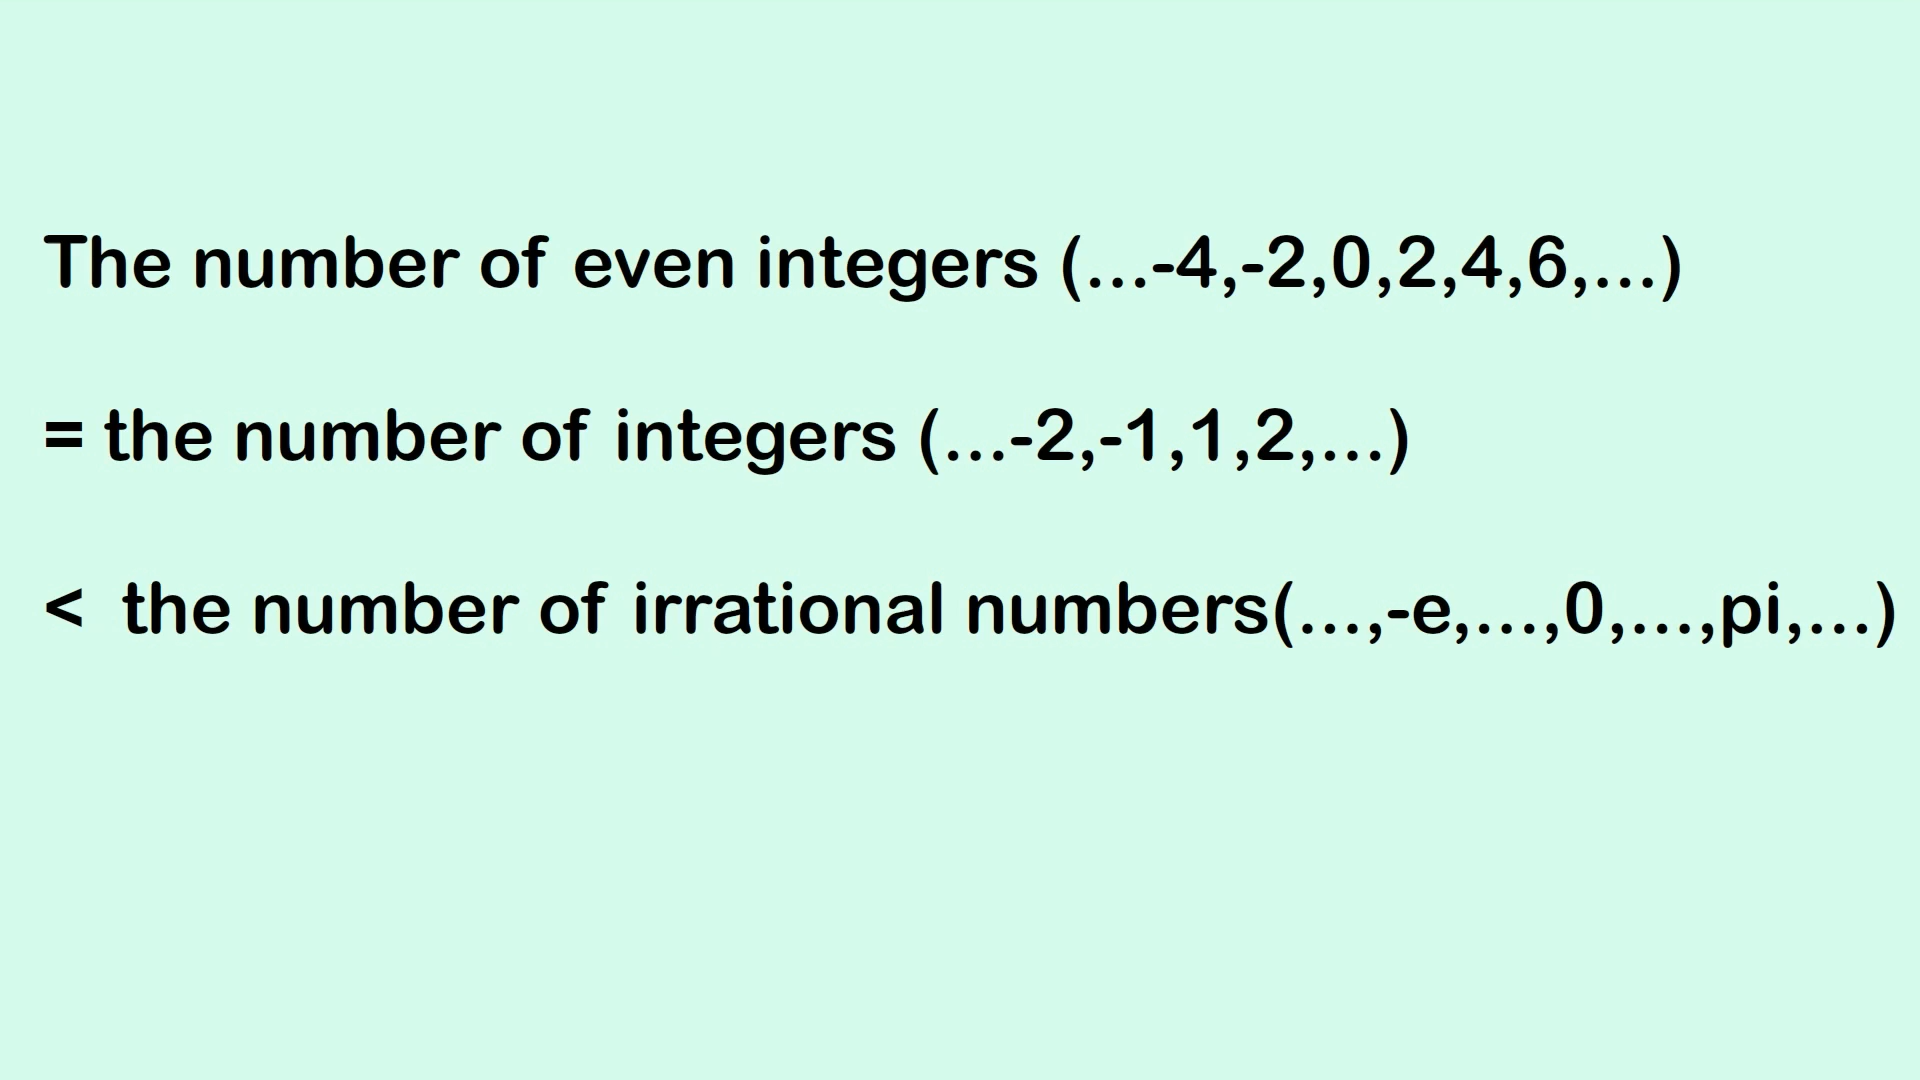 The number of even integers (...-4,-2,0,2,4,6,...)
= the number of integers (...-2,-1,1,2,...)
< the number of irrational numbers(...,-e,...,0,...,pi,...)